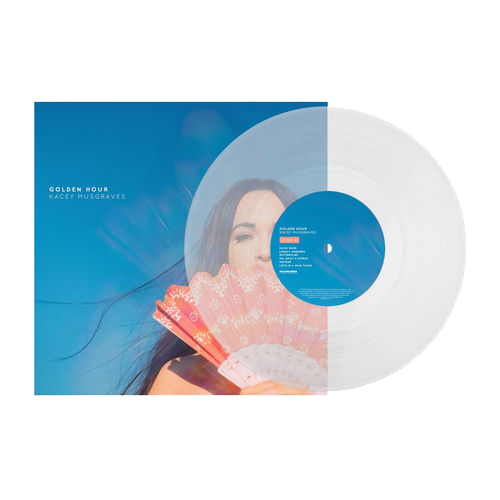 GOLDEN HOUR
KACEY MUSGRAVES
GOLDEN HOUR
KACEY MUSGRAVES
SIDE A
SLOW BURN
LONELY WEEKEND
BUTTERFLIES
OH, WHAT A WORLD
MOTHER
LOVE IS A WILD THING